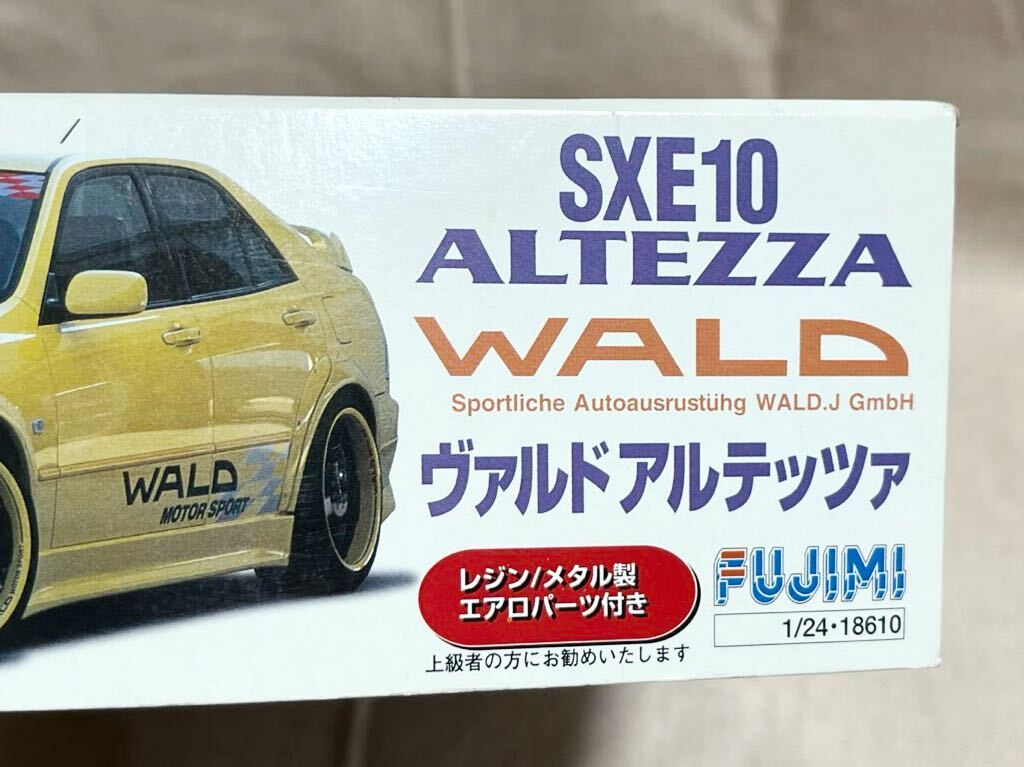 SXE10
ALTEZZA
WALD
Sportliche Autoausrustühg WALD.J GmbH
ヴァルド アルテッツァ
WALD
MOTOR SPORT
レジン/メタル製
エアロパーツ付き
上級者の方にお勧めいたします
FUJIMI
1/24・18610